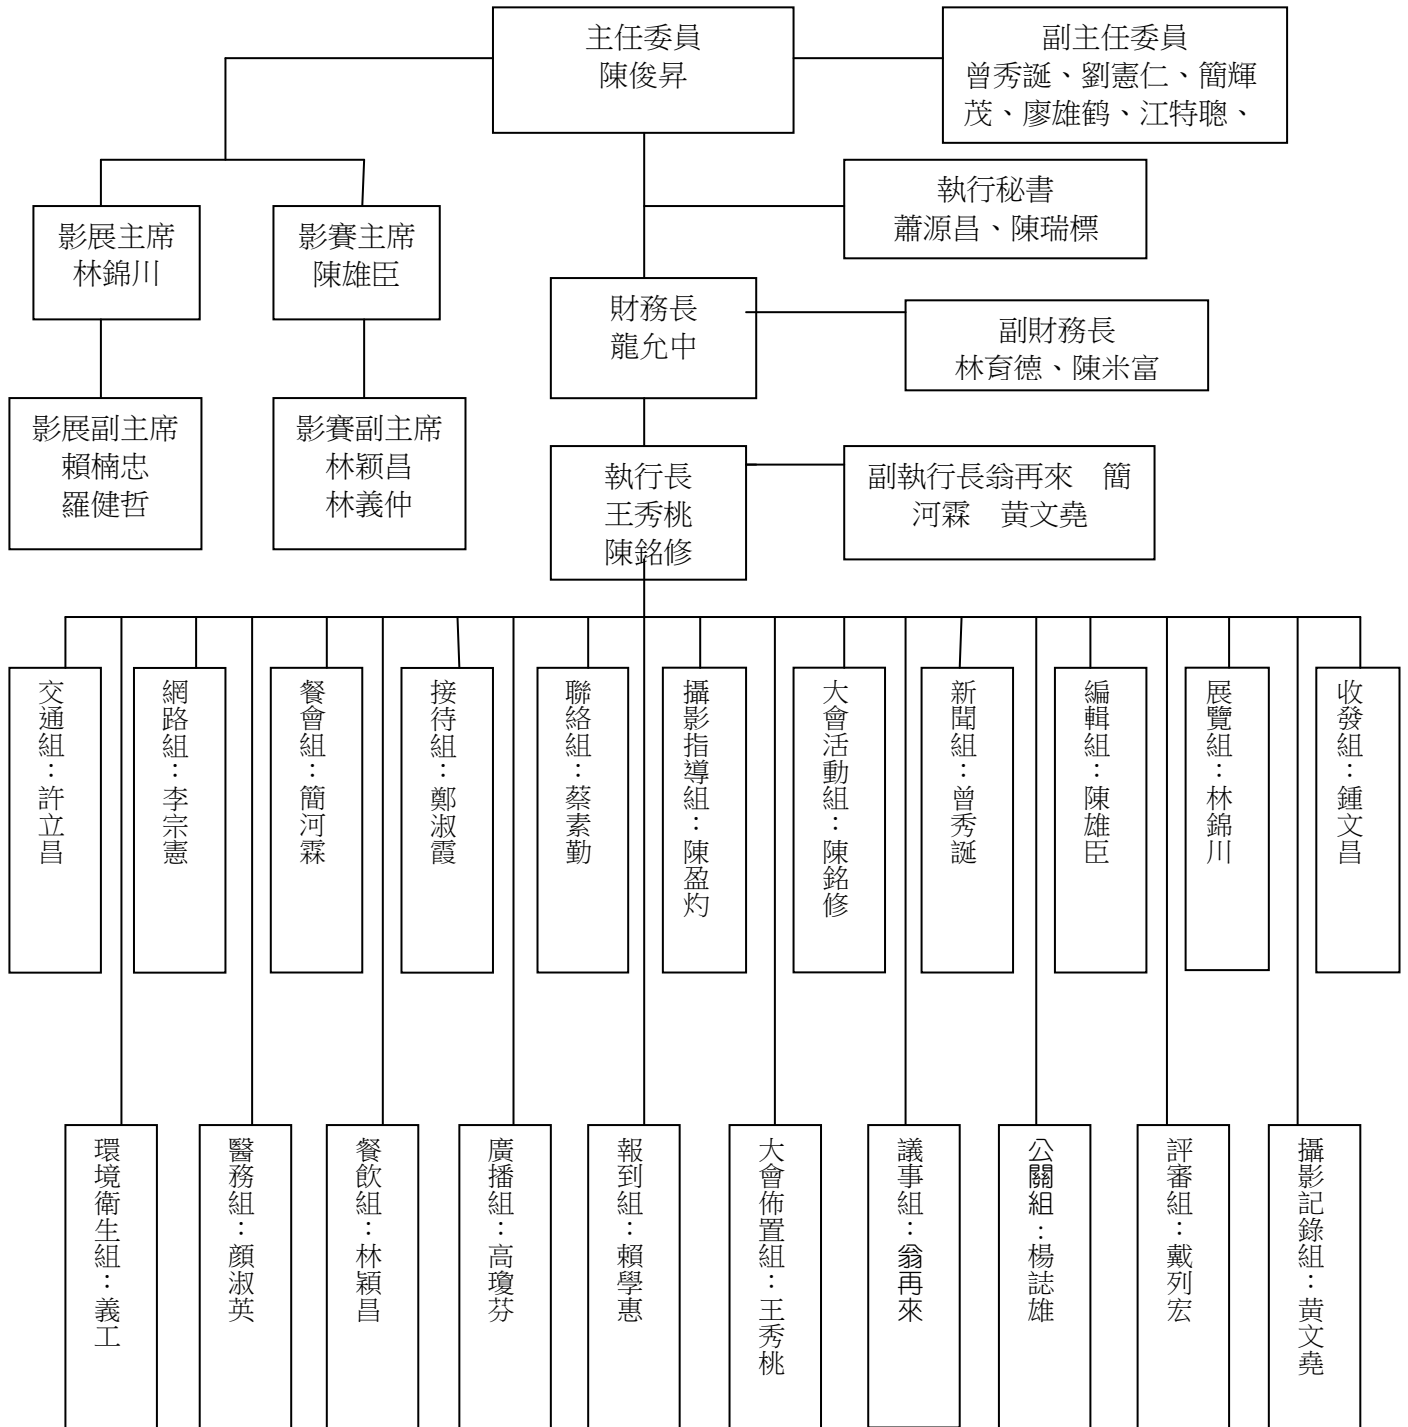 主任委員
陳俊昇
副主任委員
曾秀誕、劉憲仁、簡輝
茂、廖雄鹤、江特聰、
執行秘書
蕭源昌、陳瑞標
影展主席
林錦川
影賽主席
陳雄臣
財務長
龍允中
副財務長
林育德、陳米富
影展副主席
賴楠忠
羅健哲
影賽副主席
林颖昌
林義仲
執行長
王秀桃
陳銘修
副執行長翁再來　簡
河霖　黃文堯
交通組：許立昌
網路組：李宗憲
餐會組：簡河霖
接待組：鄭淑霞
聯絡組：蔡素勤
攝影指導組：陳盈灼
大會活動組：陳銘修
新聞組：曾秀誕
編輯組：陳雄臣
展覽組：林錦川
收發組：鍾文昌
環境衛生組：義工
醫務組：顏淑英
餐飲組：林穎昌
廣播組：高瓊芬
報到組：賴學惠
大會佈置組：王秀桃
議事組：翁再來
公關組：楊誌雄
評審組：戴列宏
攝影記錄組：黃文堯